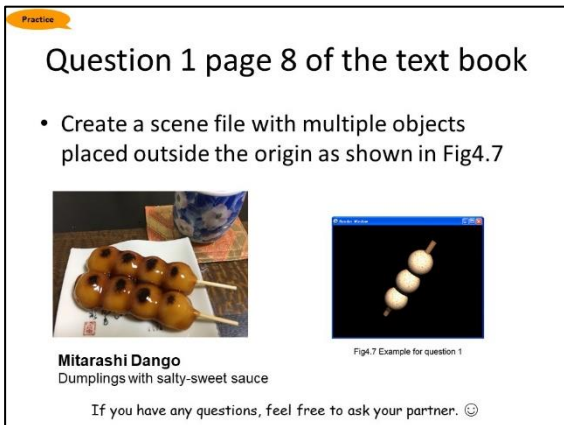 Practice
Question 1 page 8 of the text book
• Create a scene file with multiple objects
placed outside the origin as shown in Fig4.7
Render Window
Fig4.7 Example for question 1
Mitarashi Dango
Dumplings with salty-sweet sauce
If you have any questions, feel free to ask your partner. ☺